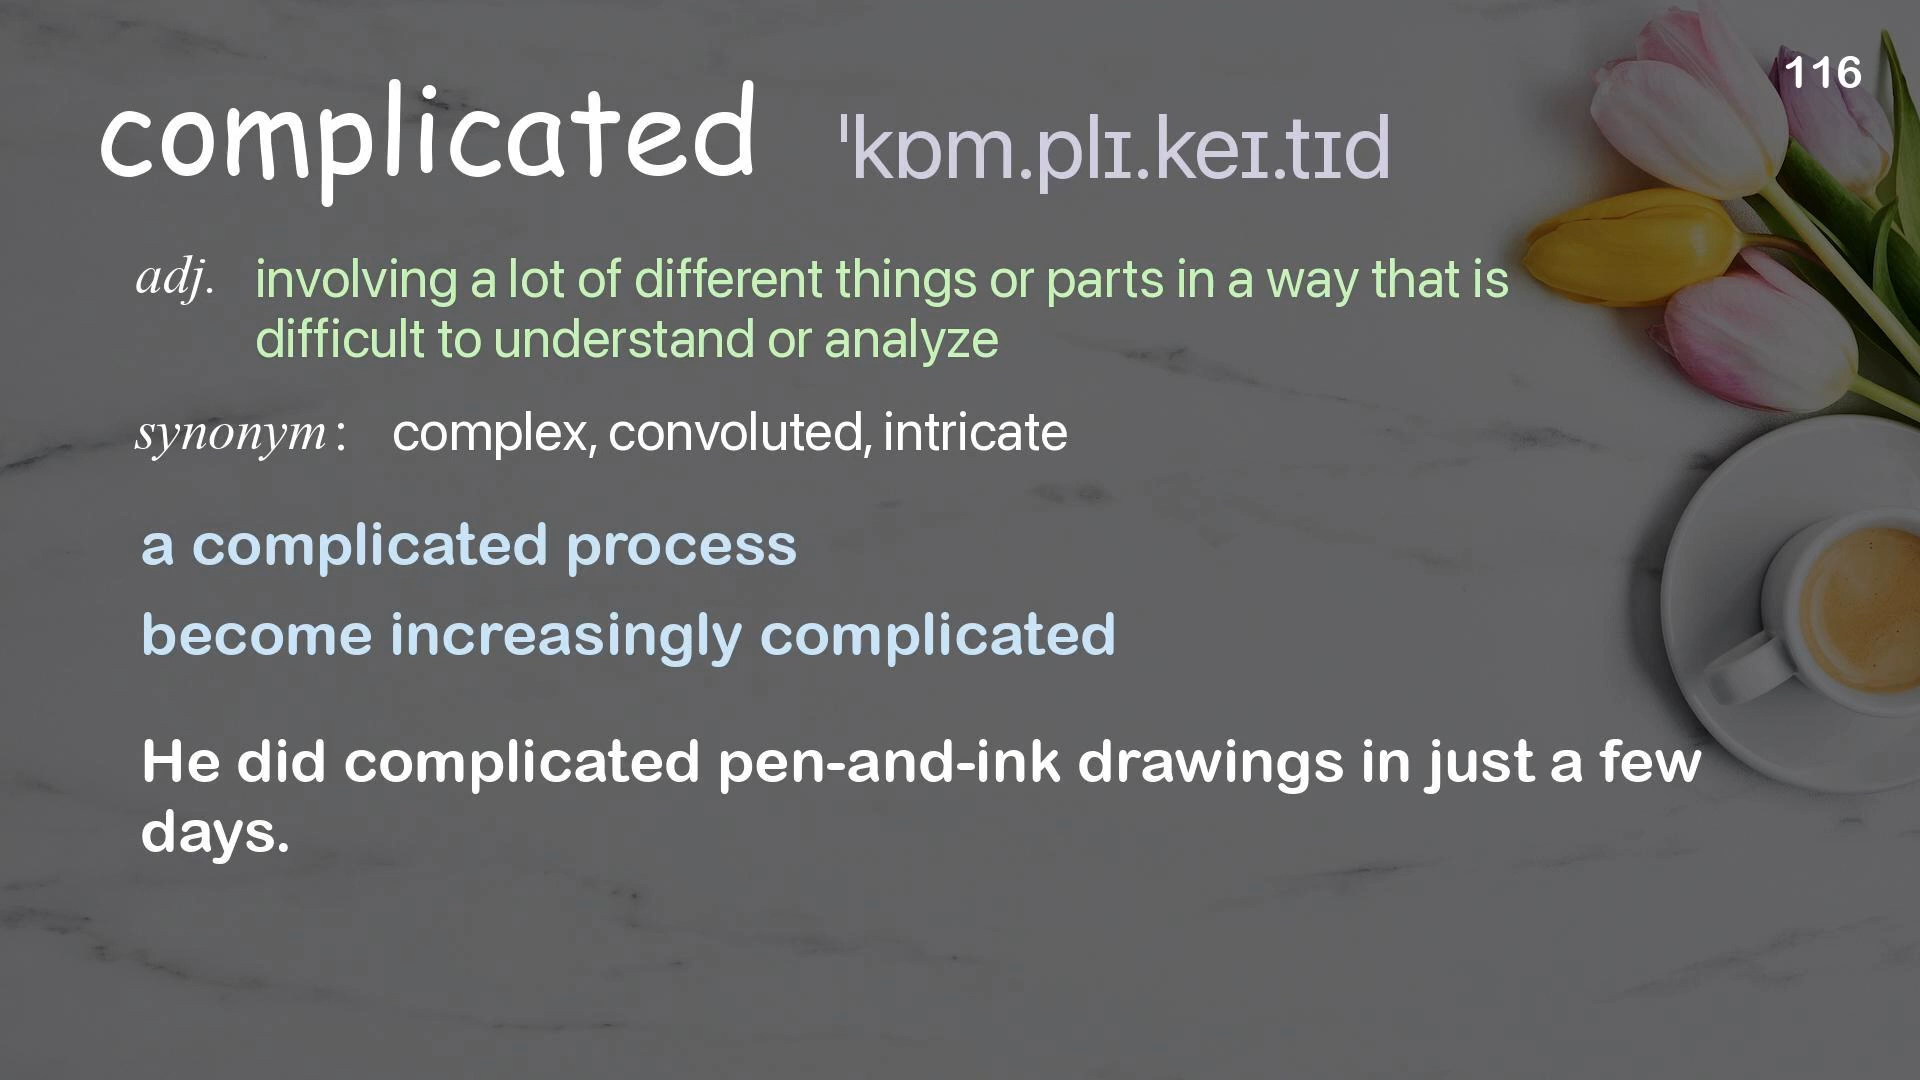 116
complicated ˈkɒm.plɪ.keɪ.tɪd
adj. involving a lot of different things or parts in a way that is
difficult to understand or analyze
synonym: complex, convoluted, intricate
a complicated process
become increasingly complicated
He did complicated pen-and-ink drawings in just a few
days.